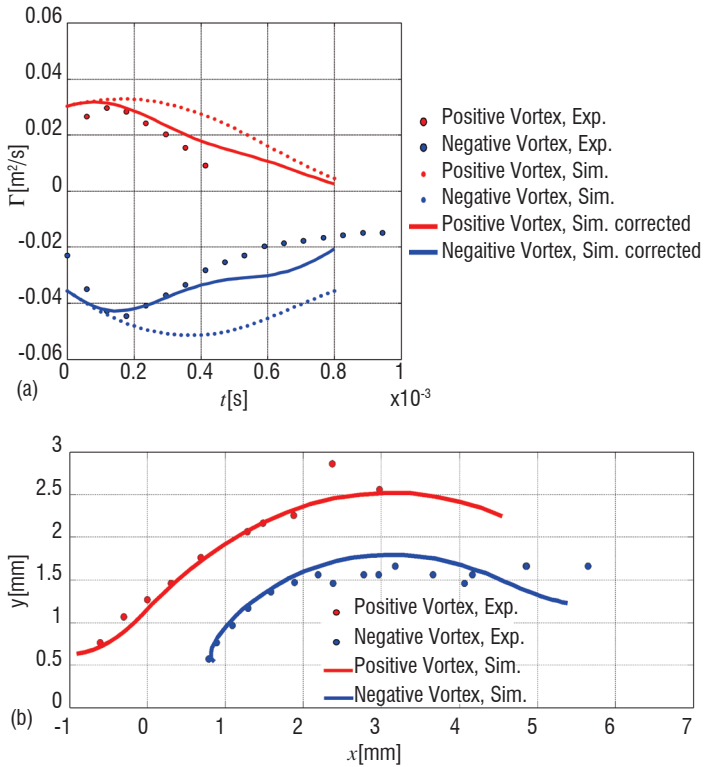 0.06
0.04
0.02
0
-0.02
-0.04
-0.06
Γ[m²/s]
0 0.2 0.4 0.6 0.8 1
t[s]
x10⁻³
(a)
Positive Vortex, Exp.
Negative Vortex, Exp.
Positive Vortex, Sim.
Negative Vortex, Sim.
Positive Vortex, Sim. corrected
Negaitive Vortex, Sim. corrected
3
2.5
2
1.5
1
0.5
0
y[mm]
-1 0 1 2 3 4 5 6 7
x[mm]
(b)
Positive Vortex, Exp.
Negative Vortex, Exp.
Positive Vortex, Sim.
Negative Vortex, Sim.